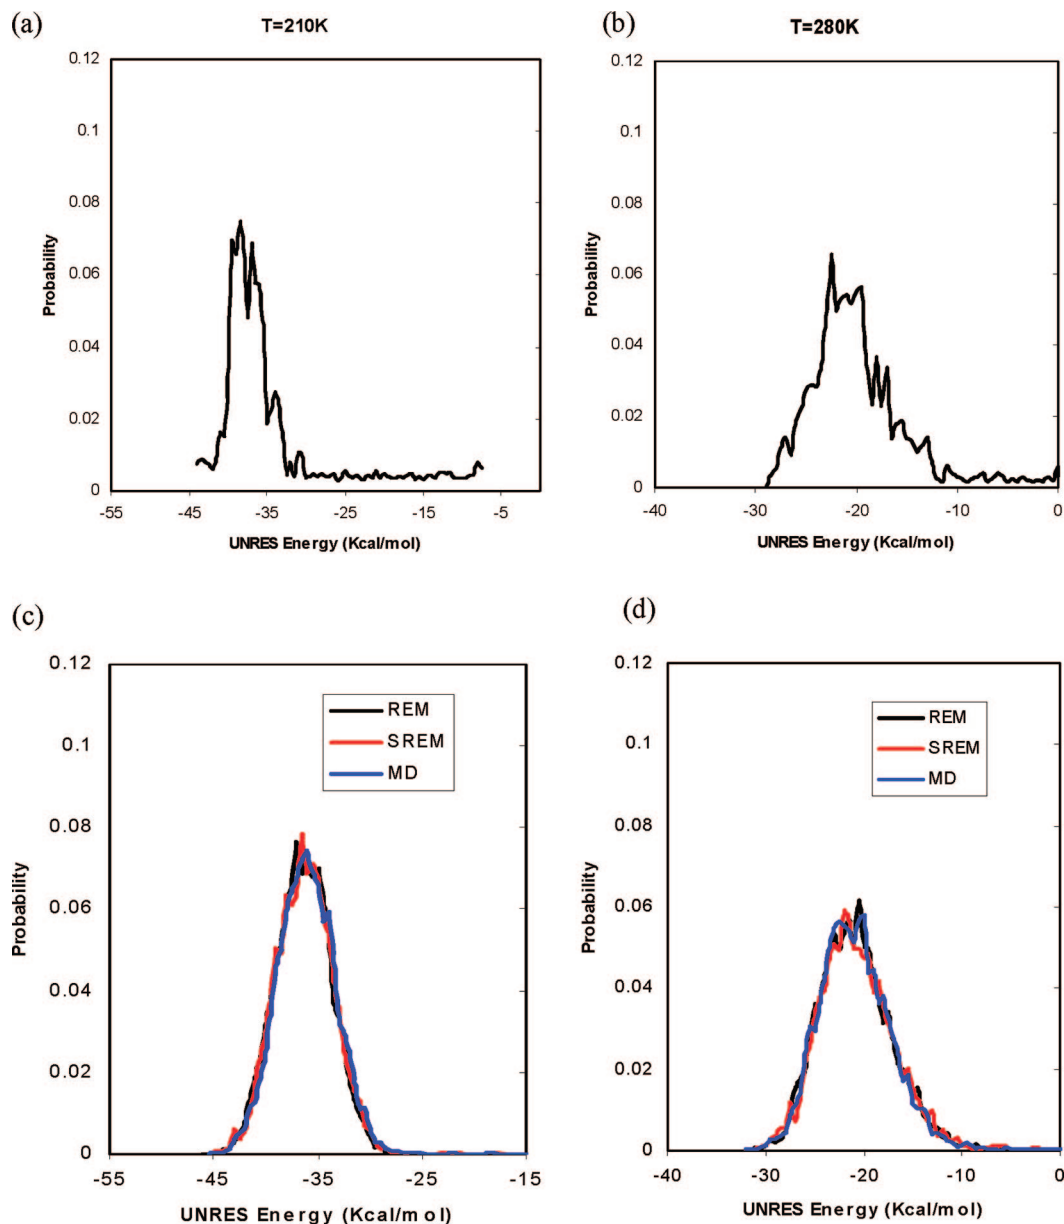 (a)
T=210K
0.12
0.1
0.08
0.06
0.04
0.02
0
Probability
-55 -45 -35 -25 -15 -5
UNRES Energy (Kcal/mol)
(b)
T=280K
0.12
0.1
0.08
0.06
0.04
0.02
0
Probability
-40 -30 -20 -10 0
UNRES Energy (Kcal/mol)
(c)
0.12
0.1
0.08
0.06
0.04
0.02
0
Probability
REM
SREM
MD
-55 -45 -35 -25 -15
UNRES Energy (Kcal/mol)
(d)
0.12
0.1
0.08
0.06
0.04
0.02
0
Probability
REM
SREM
MD
-40 -30 -20 -10 0
UNRES Energy (Kcal/mol)